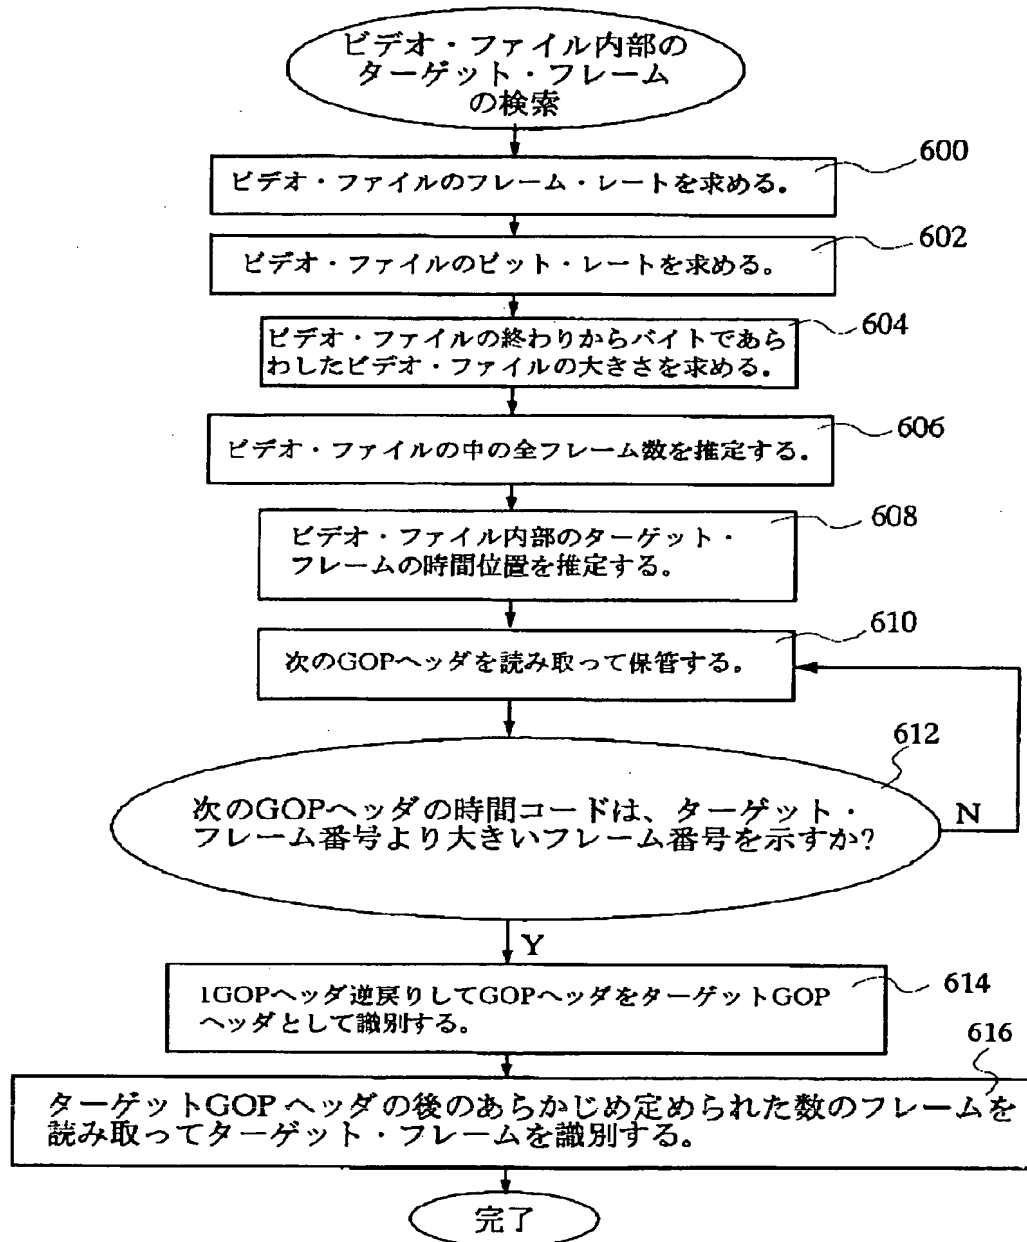 ビデオ・ファイル内部の
ターゲット・フレーム
の検索
600
ビデオ・ファイルのフレーム・レートを求める。
602
ビデオ・ファイルのビット・レートを求める。
604
ビデオ・ファイルの終わりからバイトであら
わしたビデオ・ファイルの大きさを求める。
606
ビデオ・ファイルの中の全フレーム数を推定する。
608
ビデオ・ファイル内部のターゲット・
フレームの時間位置を推定する。
610
次のGOPヘッダを読み取って保管する。
612
次のGOPヘッダの時間コードは、ターゲット・
フレーム番号より大きいフレーム番号を示すか?
N
Y
614
1GOPヘッダ逆戻りしてGOPヘッダをターゲットGOP
ヘッダとして識別する。
616
ターゲットGOP ヘッダの後のあらかじめ定められた数のフレームを
読み取ってターゲット・フレームを識別する。
完了